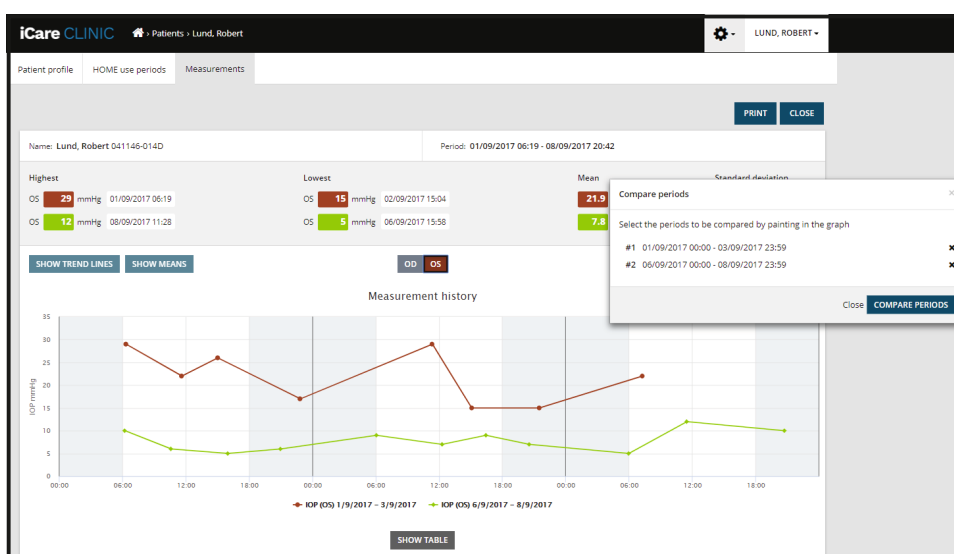 iCare CLINIC › Patients › Lund, Robert LUND, ROBERT
Patient profile HOME use periods Measurements
PRINT CLOSE
Name: Lund, Robert 041146-014D Period: 01/09/2017 06:19 - 08/09/2017 20:42
Highest Lowest Mean Standard deviation
OS 29 mmHg 01/09/2017 06:19 OS 15 mmHg 02/09/2017 15:04 21.9
OS 12 mmHg 08/09/2017 11:28 OS 5 mmHg 06/09/2017 15:58 7.8
Compare periods ×
Select the periods to be compared by painting in the graph
#1 01/09/2017 00:00 - 03/09/2017 23:59 ×
#2 06/09/2017 00:00 - 08/09/2017 23:59 ×
Close COMPARE PERIODS
SHOW TREND LINES SHOW MEANS OD OS
Measurement history
IOP mmHg
35
30
25
20
15
10
5
0
00:00 06:00 12:00 18:00 00:00 06:00 12:00 18:00 00:00 06:00 12:00 18:00
IOP (OS) 1/9/2017 – 3/9/2017 IOP (OS) 6/9/2017 – 8/9/2017
SHOW TABLE